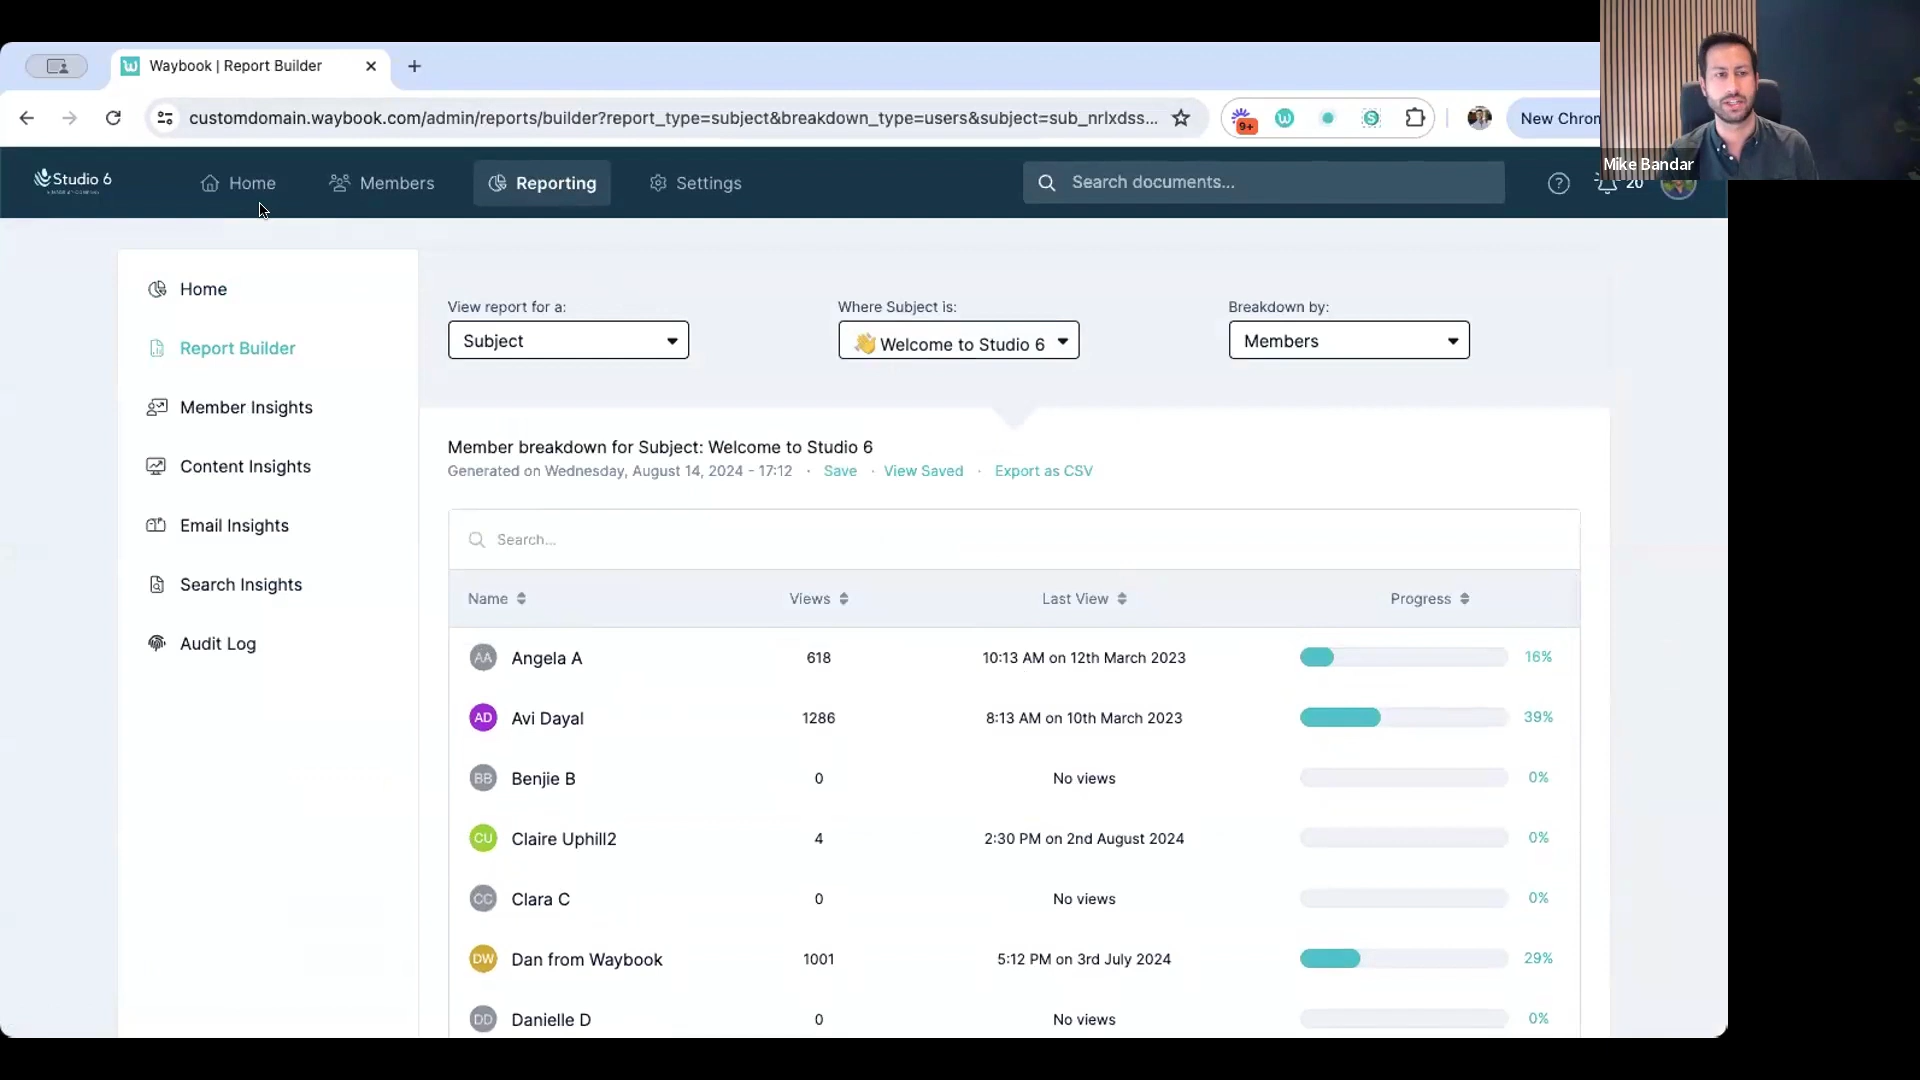 Waybook | Report Builder
customdomain.waybook.com/admin/reports/builder?report_type=subject&breakdown_type=users&subject=sub_nrlxdss...
9+
New Chrom
Mike Bandar
Studio 6
Home
Members
Reporting
Settings
Search documents...
20
Home
Report Builder
Member Insights
Content Insights
Email Insights
Search Insights
Audit Log
View report for a:
Where Subject is:
Breakdown by:
Subject
👋 Welcome to Studio 6
Members
Member breakdown for Subject: Welcome to Studio 6
Generated on Wednesday, August 14, 2024 - 17:12 · Save · View Saved · Export as CSV
Search...
Name Views Last View Progress
AA Angela A 618 10:13 AM on 12th March 2023 16%
AD Avi Dayal 1286 8:13 AM on 10th March 2023 39%
BB Benjie B 0 No views 0%
CU Claire Uphill2 4 2:30 PM on 2nd August 2024 0%
CC Clara C 0 No views 0%
DW Dan from Waybook 1001 5:12 PM on 3rd July 2024 29%
DD Danielle D 0 No views 0%